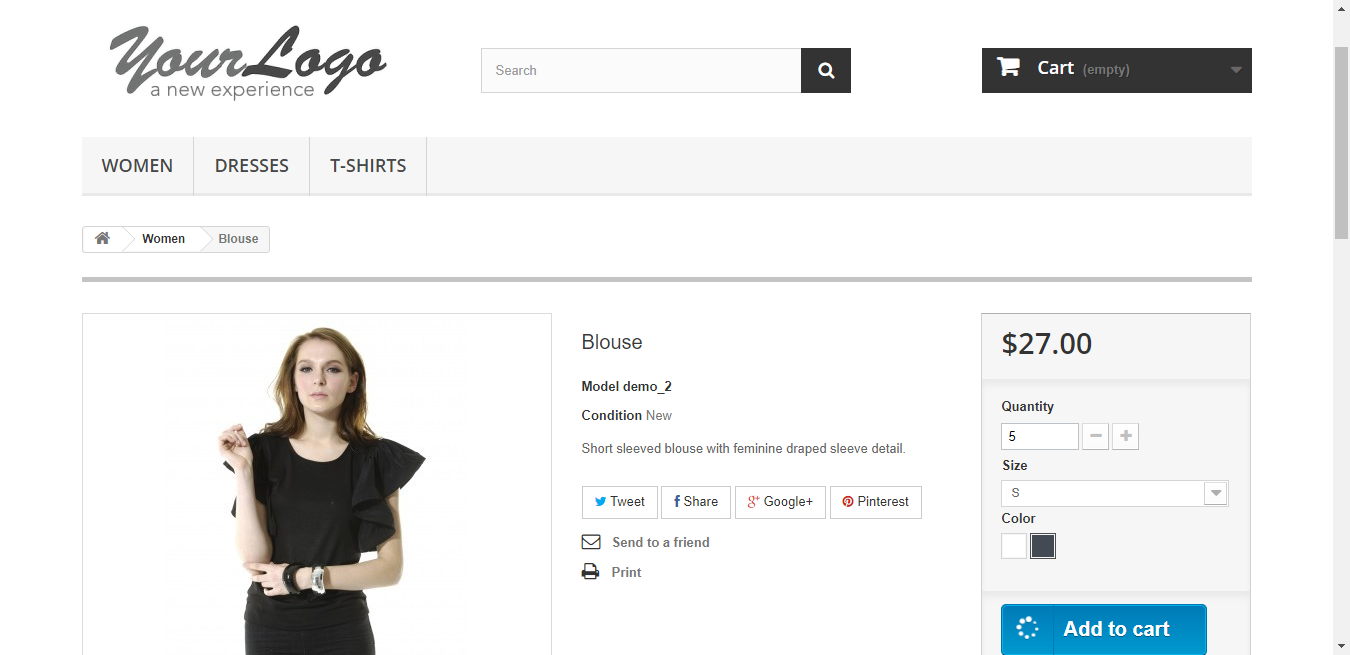 YourLogo
a new experience
Search
Cart (empty)
WOMEN DRESSES T-SHIRTS
Women Blouse
Blouse
Model demo_2
Condition New
Short sleeved blouse with feminine draped sleeve detail.
Tweet Share Google+ Pinterest
Send to a friend
Print
$27.00
Quantity
5
Size
S
Color
Add to cart